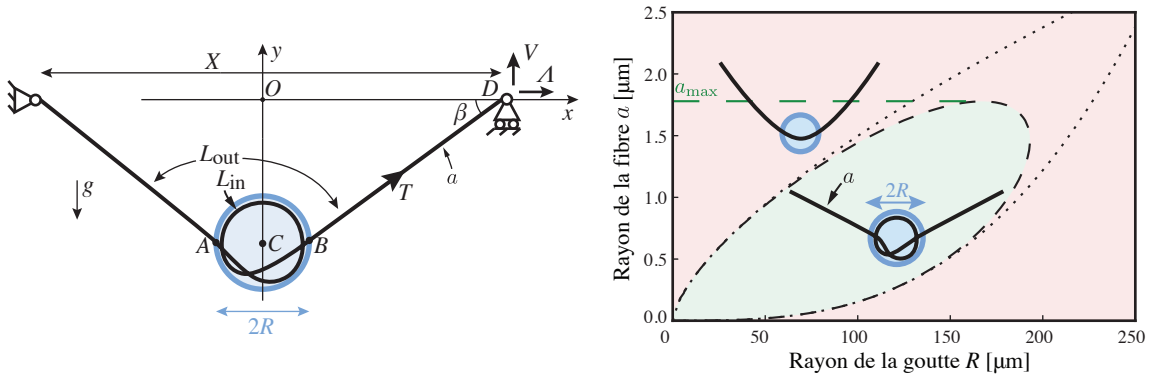 X
y
O
D
V
Λ
x
β
L_out
L_in
a
g
T
A
C
B
2R
2.5
2.0
1.5
1.0
0.5
0.0
Rayon de la fibre a [μm]
a_max
a
2R
0
50
100
150
200
250
Rayon de la goutte R [μm]